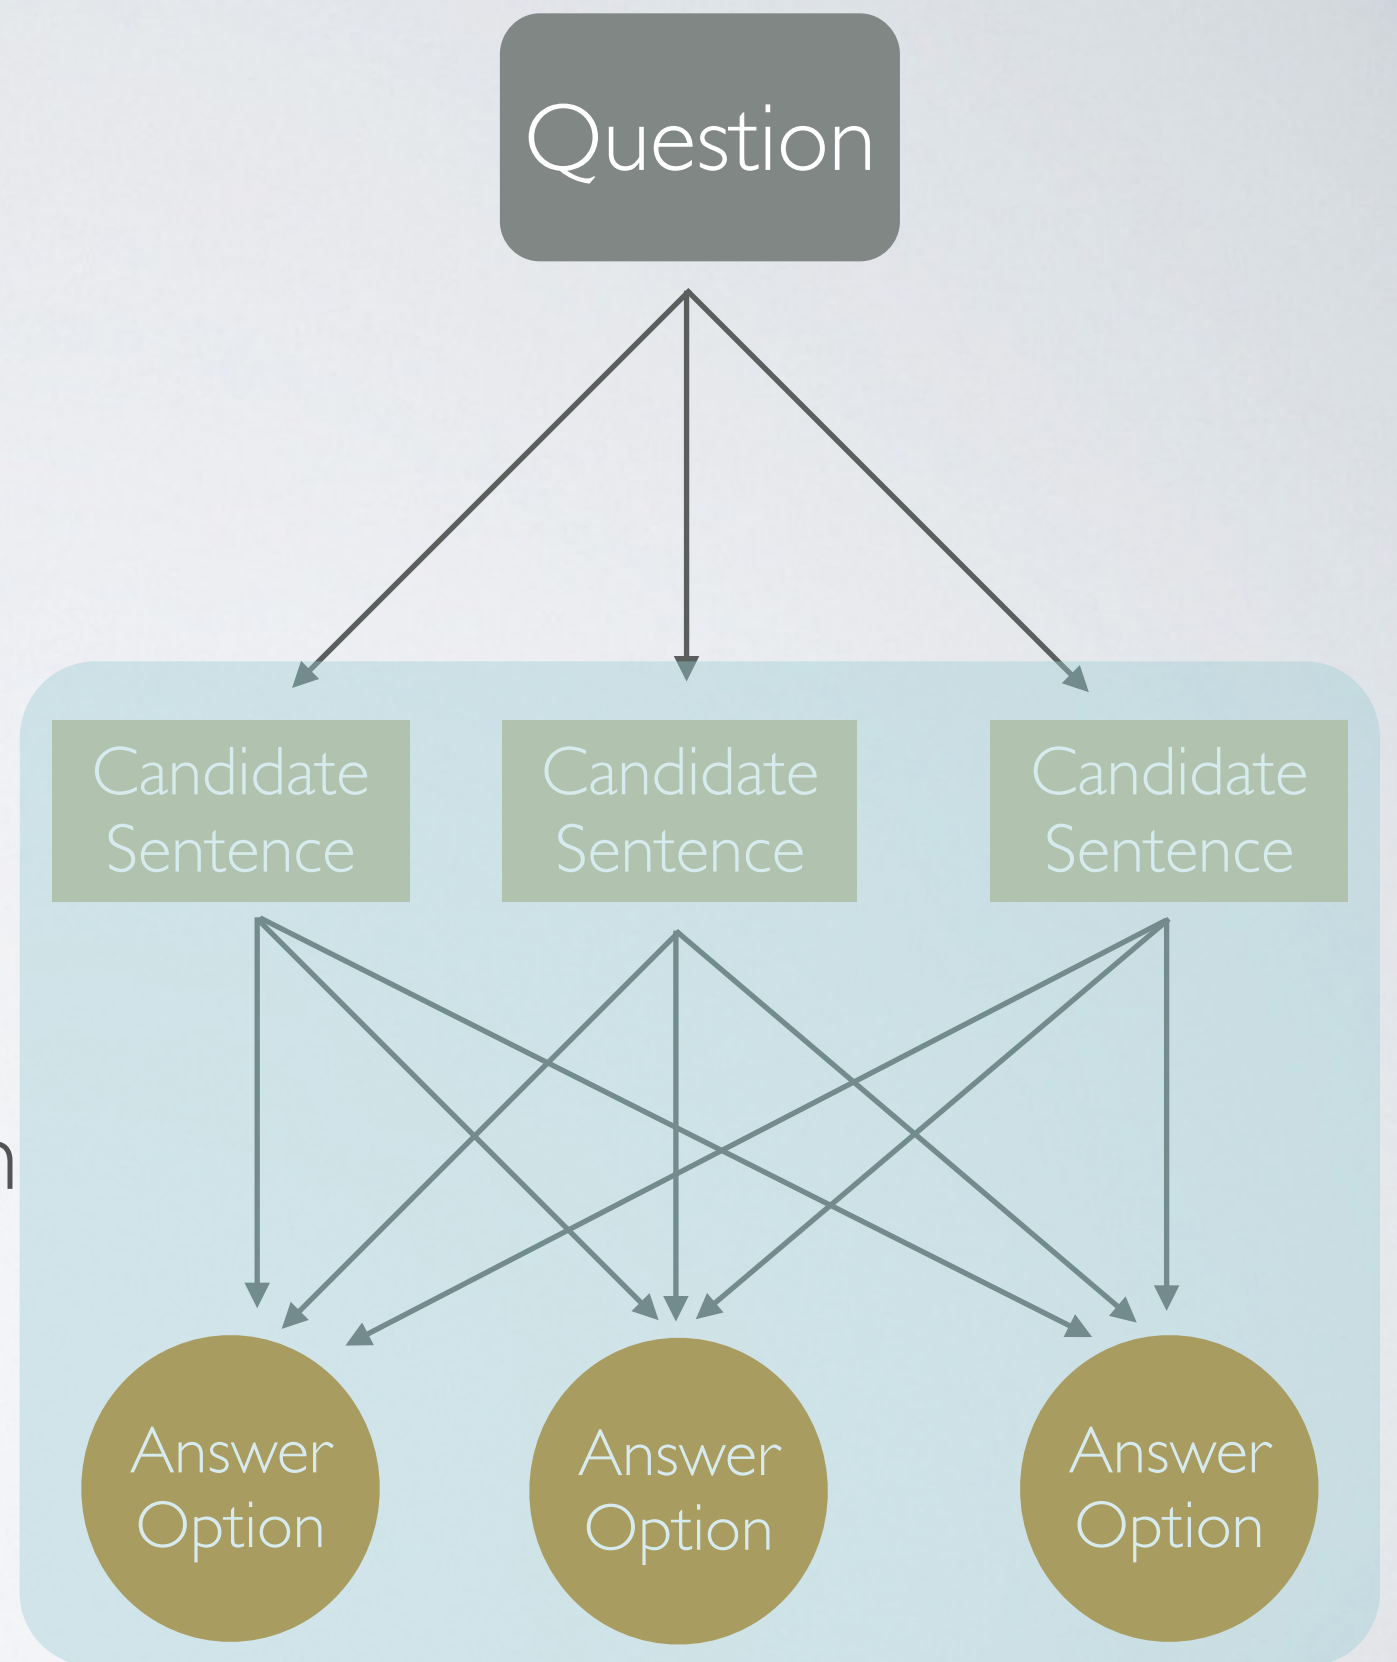 Question
Candidate
Sentence
Candidate
Sentence
Candidate
Sentence
Answer
Option
Answer
Option
Answer
Option